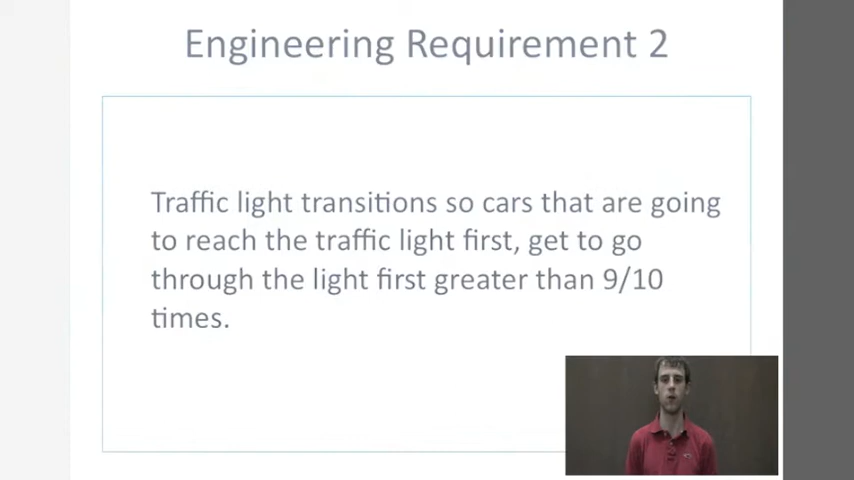 Engineering Requirement 2
Traffic light transitions so cars that are going
to reach the traffic light first, get to go
through the light first greater than 9/10
times.